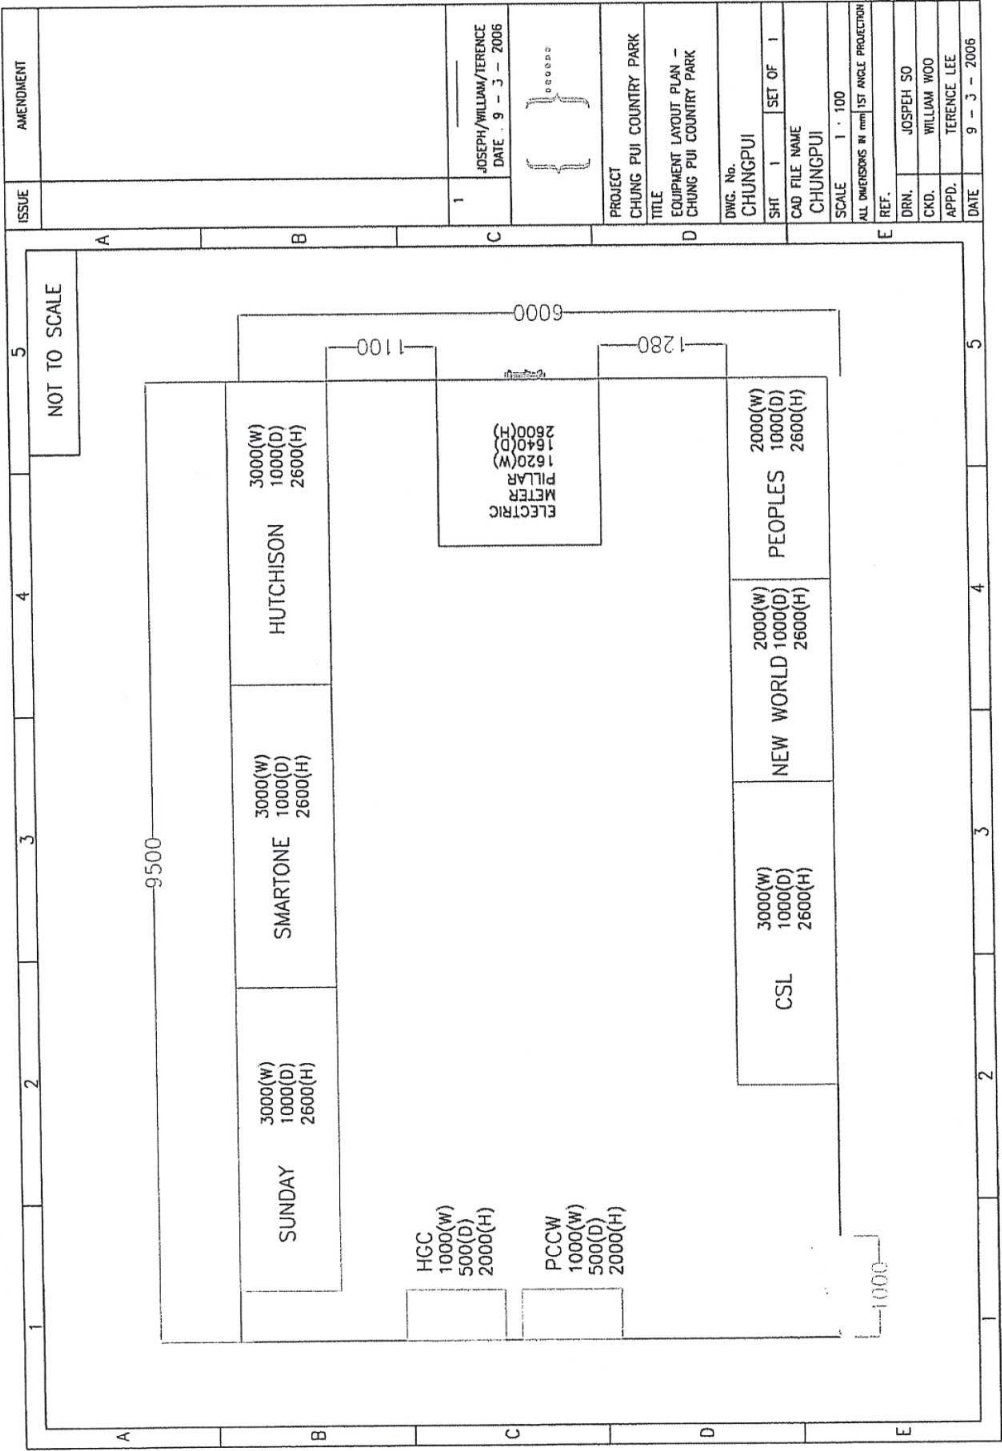 1
2
3
4
5
A
B
C
D
E
NOT TO SCALE
9500
SUNDAY
3000(W)
1000(D)
2600(H)
SMARTONE
3000(W)
1000(D)
2600(H)
HUTCHISON
3000(W)
1000(D)
2600(H)
1100
6000
1280
HGC
1000(W)
500(D)
2000(H)
PCCW
1000(W)
500(D)
2000(H)
ELECTRIC
METER
PILLAR
1620(W)
1640(D)
2600(H)
CSL
3000(W)
1000(D)
2600(H)
NEW WORLD
2000(W)
1000(D)
2600(H)
PEOPLES
2000(W)
1000(D)
2600(H)
1000
1
2
3
4
5
A
B
C
D
E
ISSUE
AMENDMENT
1
JOSEPH/WILLIAM/TERENCE
DATE . 9 - 3 - 2006
PROJECT
CHUNG PUI COUNTRY PARK
TITLE
EQUIPMENT LAYOUT PLAN -
CHUNG PUI COUNTRY PARK
DWG. No.
CHUNGPUI
SHT 1 SET OF 1
CAD FILE NAME
CHUNGPUI
SCALE 1 : 100
ALL DIMENSIONS IN mm 1ST ANGLE PROJECTION
REF.
DRN. JOSPEH SO
CKD. WILLIAM WOO
APPD. TERENCE LEE
DATE 9 - 3 - 2006